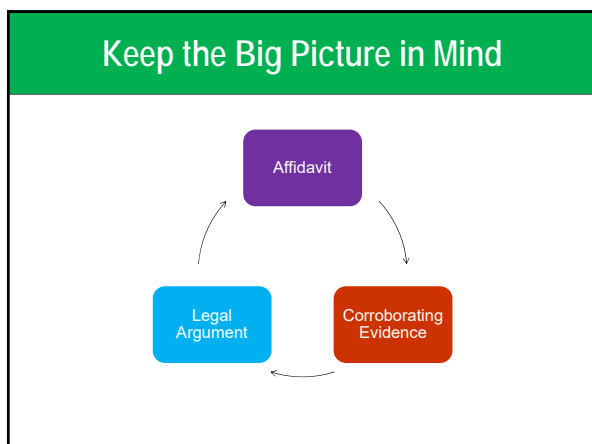 Keep the Big Picture in Mind
Affidavit
Legal
Argument
Corroborating
Evidence